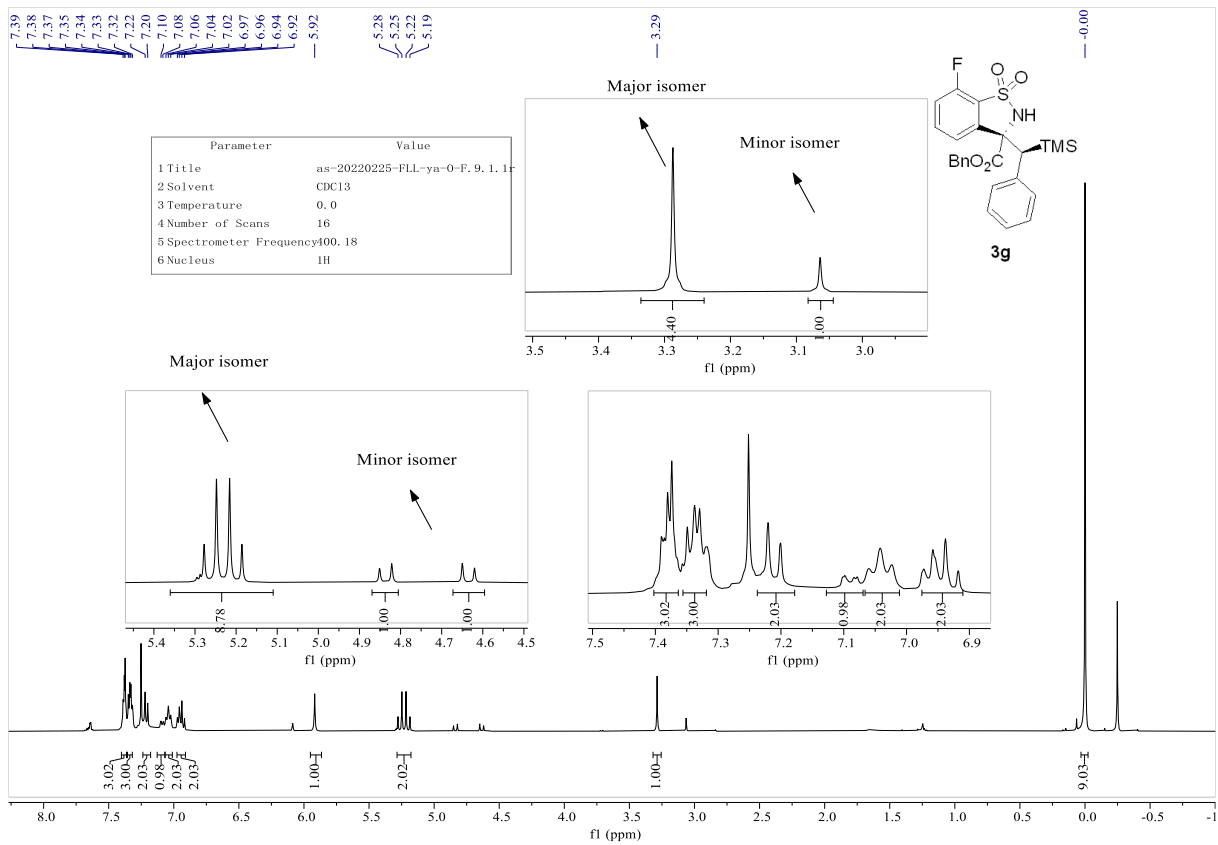 7.39
7.38
7.37
7.35
7.34
7.33
7.32
7.22
7.20
7.10
7.08
7.06
7.04
7.02
6.97
6.96
6.94
6.92
5.92
5.28
5.25
5.22
5.19
3.29
-0.00
F
O O
S
NH
TMS
BnO2C
3g
Parameter Value
1 Title as-20220225-FLL-ya-O-F.9.1.1r
2 Solvent CDCl3
3 Temperature 0.0
4 Number of Scans 16
5 Spectrometer Frequency 400.18
6 Nucleus 1H
Major isomer
Minor isomer
4.40
1.00
3.5 3.4 3.3 3.2 3.1 3.0
f1 (ppm)
Major isomer
Minor isomer
8.78
1.00
1.00
5.4 5.3 5.2 5.1 5.0 4.9 4.8 4.7 4.6 4.5
f1 (ppm)
3.02
3.00
2.03
0.98
2.03
2.03
7.5 7.4 7.3 7.2 7.1 7.0 6.9
f1 (ppm)
3.02
3.00
2.03
0.98
2.03
2.03
1.00
2.02
1.00
9.03
8.0 7.5 7.0 6.5 6.0 5.5 5.0 4.5 4.0 3.5 3.0 2.5 2.0 1.5 1.0 0.5 0.0 -0.5 -1
f1 (ppm)